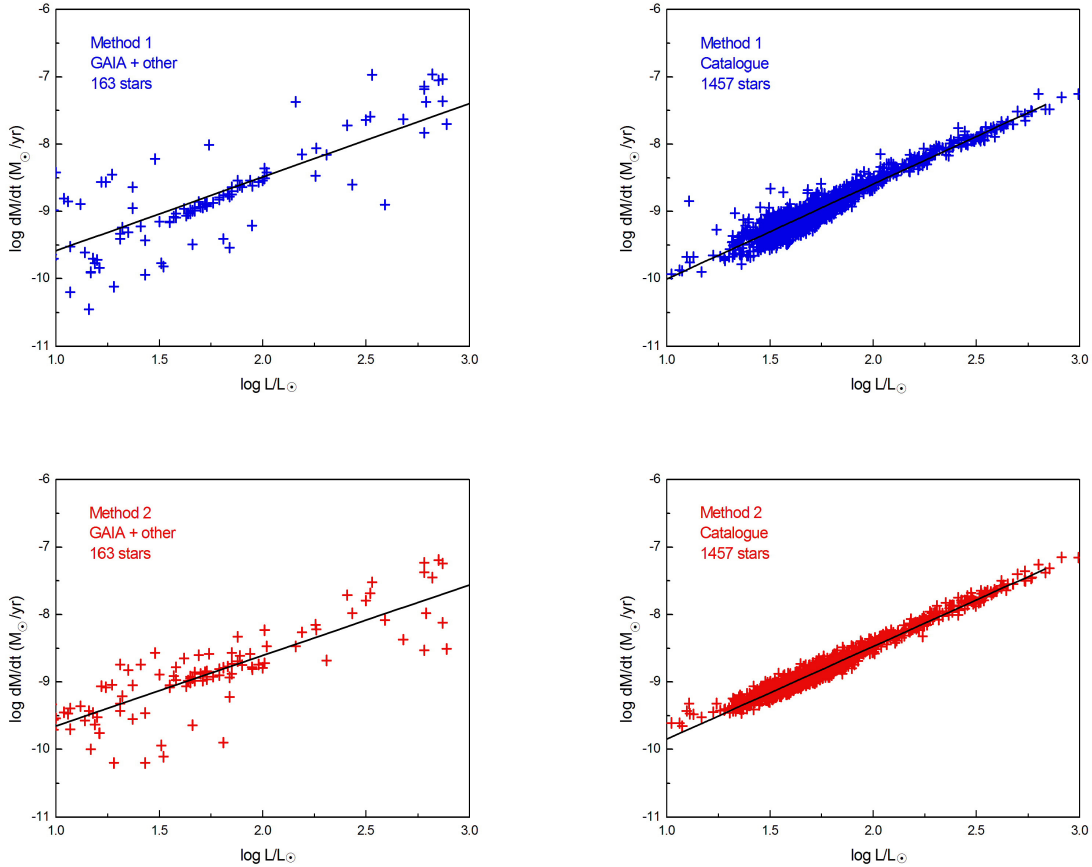 -6
-7
-8
-9
-10
-11
log dM/dt (M☉/yr)
Method 1
GAIA + other
163 stars
1.0 1.5 2.0 2.5 3.0
log L/L☉
-6
-7
-8
-9
-10
-11
log dM/dt (M☉/yr)
Method 1
Catalogue
1457 stars
1.0 1.5 2.0 2.5 3.0
log L/L☉
-6
-7
-8
-9
-10
-11
log dM/dt (M☉/yr)
Method 2
GAIA + other
163 stars
1.0 1.5 2.0 2.5 3.0
log L/L☉
-6
-7
-8
-9
-10
-11
log dM/dt (M☉/yr)
Method 2
Catalogue
1457 stars
1.0 1.5 2.0 2.5 3.0
log L/L☉